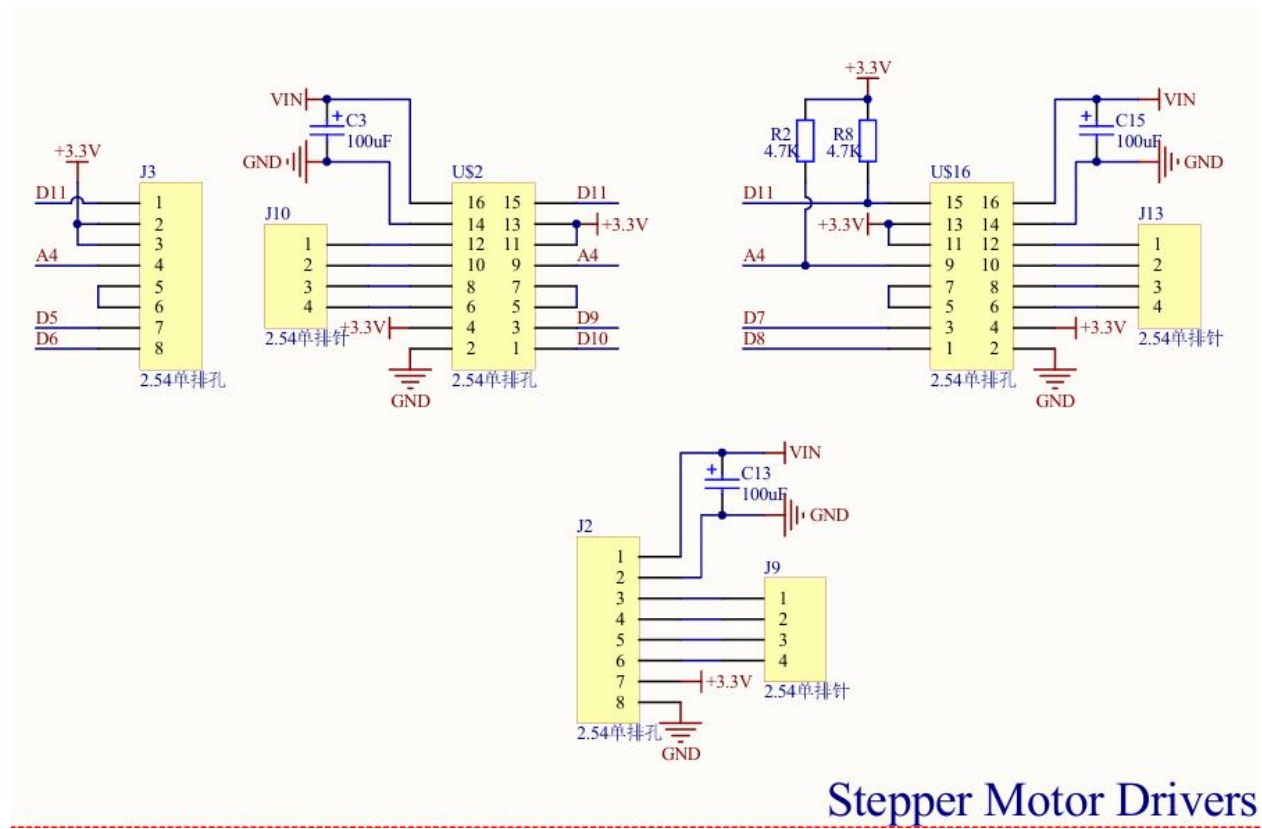 +3.3V
J3
D11
1
2
3
A4
4
5
6
D5
7
D6
8
2.54单排孔
VIN
+
C3
100uF
GND
J10
1
2
3
4
2.54单排针
U$2
16 15 D11
14 13 +3.3V
12 11
10 9 A4
8 7
6 5
+3.3V 4 3 D9
2 1 D10
2.54单排孔
GND
+3.3V
R2
4.7K
R8
4.7K
U$16
D11 15 16
+3.3V 13 14
11 12
A4 9 10
7 8
5 6
D7 3 4 +3.3V
D8 1 2
2.54单排孔
GND
VIN
+
C15
100uF
GND
J13
1
2
3
4
2.54单排针
VIN
+
C13
100uF
GND
J2
1
2
3
4
5
6
7 +3.3V
8
2.54单排孔
GND
J9
1
2
3
4
2.54单排针
Stepper Motor Drivers